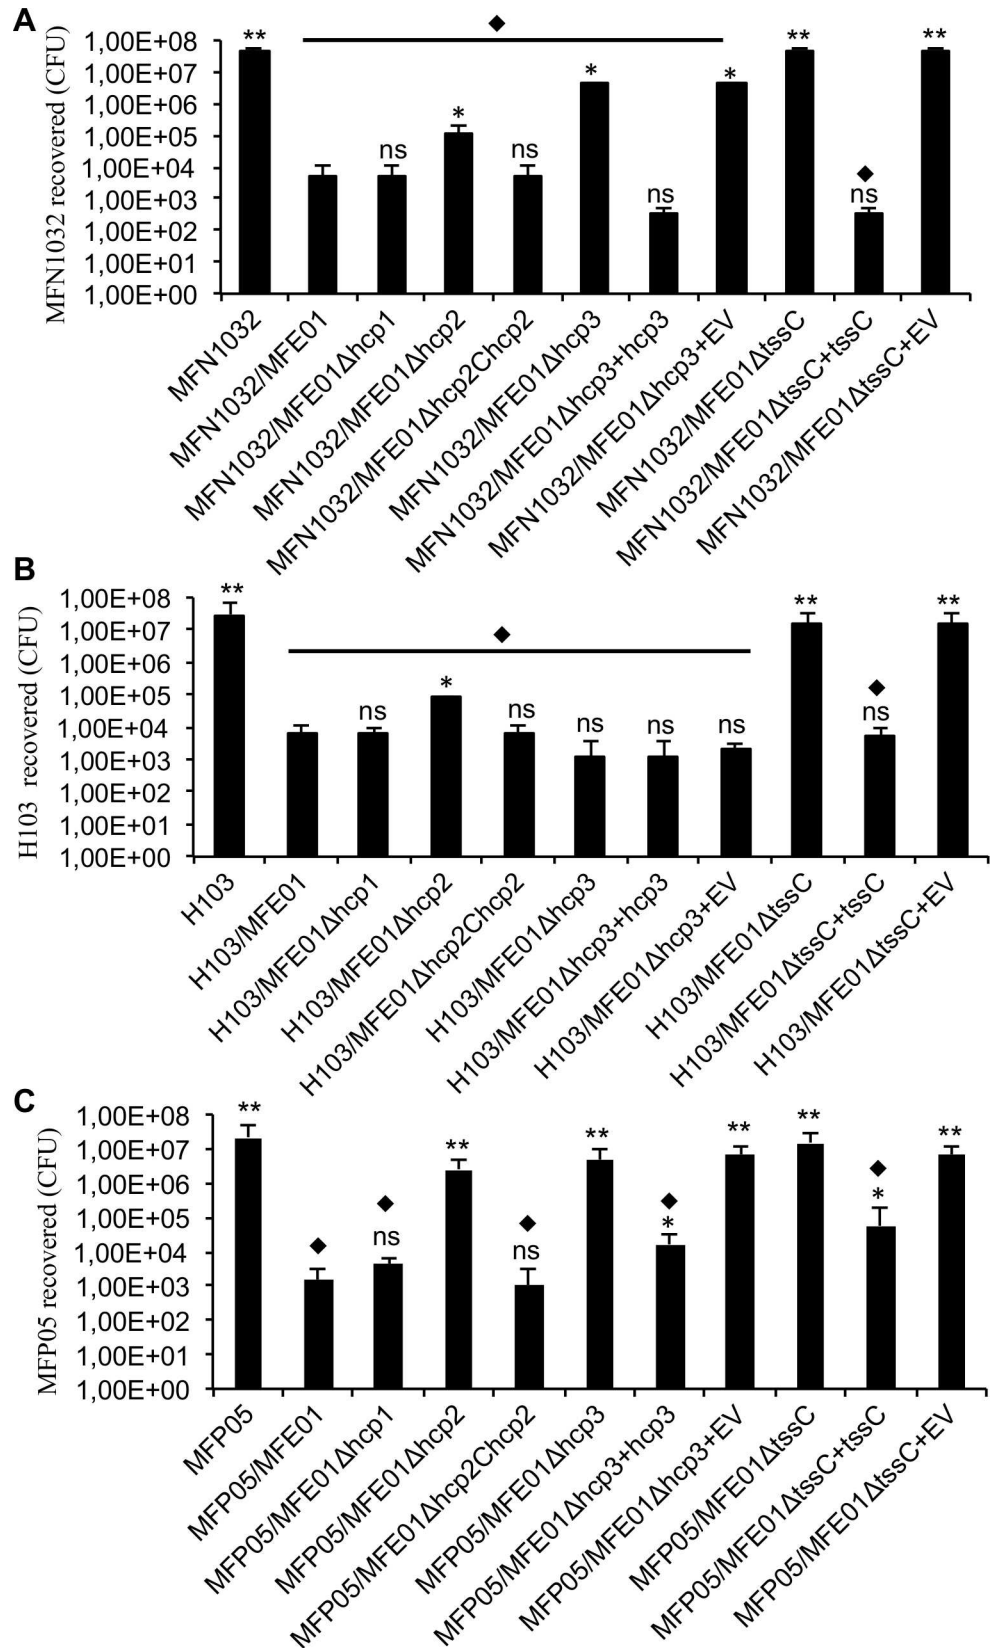 A
◆
MFN1032 recovered (CFU)
1,00E+08
1,00E+07
1,00E+06
1,00E+05
1,00E+04
1,00E+03
1,00E+02
1,00E+01
1,00E+00
**
ns
*
ns
*
ns
*
**
◆
ns
**
MFN1032
MFN1032/MFE01
MFN1032/MFE01Δhcp1
MFN1032/MFE01Δhcp2
MFN1032/MFE01Δhcp2Chcp2
MFN1032/MFE01Δhcp3
MFN1032/MFE01Δhcp3+hcp3
MFN1032/MFE01Δhcp3+EV
MFN1032/MFE01ΔtssC
MFN1032/MFE01ΔtssC+tssC
MFN1032/MFE01ΔtssC+EV
B
◆
H103 recovered (CFU)
1,00E+08
1,00E+07
1,00E+06
1,00E+05
1,00E+04
1,00E+03
1,00E+02
1,00E+01
1,00E+00
**
ns
*
ns
ns
ns
ns
**
◆
ns
**
H103
H103/MFE01
H103/MFE01Δhcp1
H103/MFE01Δhcp2
H103/MFE01Δhcp2Chcp2
H103/MFE01Δhcp3
H103/MFE01Δhcp3+hcp3
H103/MFE01Δhcp3+EV
H103/MFE01ΔtssC
H103/MFE01ΔtssC+tssC
H103/MFE01ΔtssC+EV
C
MFP05 recovered (CFU)
1,00E+08
1,00E+07
1,00E+06
1,00E+05
1,00E+04
1,00E+03
1,00E+02
1,00E+01
1,00E+00
**
◆
◆
ns
**
◆
ns
**
◆
*
**
**
◆
*
**
MFP05
MFP05/MFE01
MFP05/MFE01Δhcp1
MFP05/MFE01Δhcp2
MFP05/MFE01Δhcp2Chcp2
MFP05/MFE01Δhcp3
MFP05/MFE01Δhcp3+hcp3
MFP05/MFE01Δhcp3+EV
MFP05/MFE01ΔtssC
MFP05/MFE01ΔtssC+tssC
MFP05/MFE01ΔtssC+EV